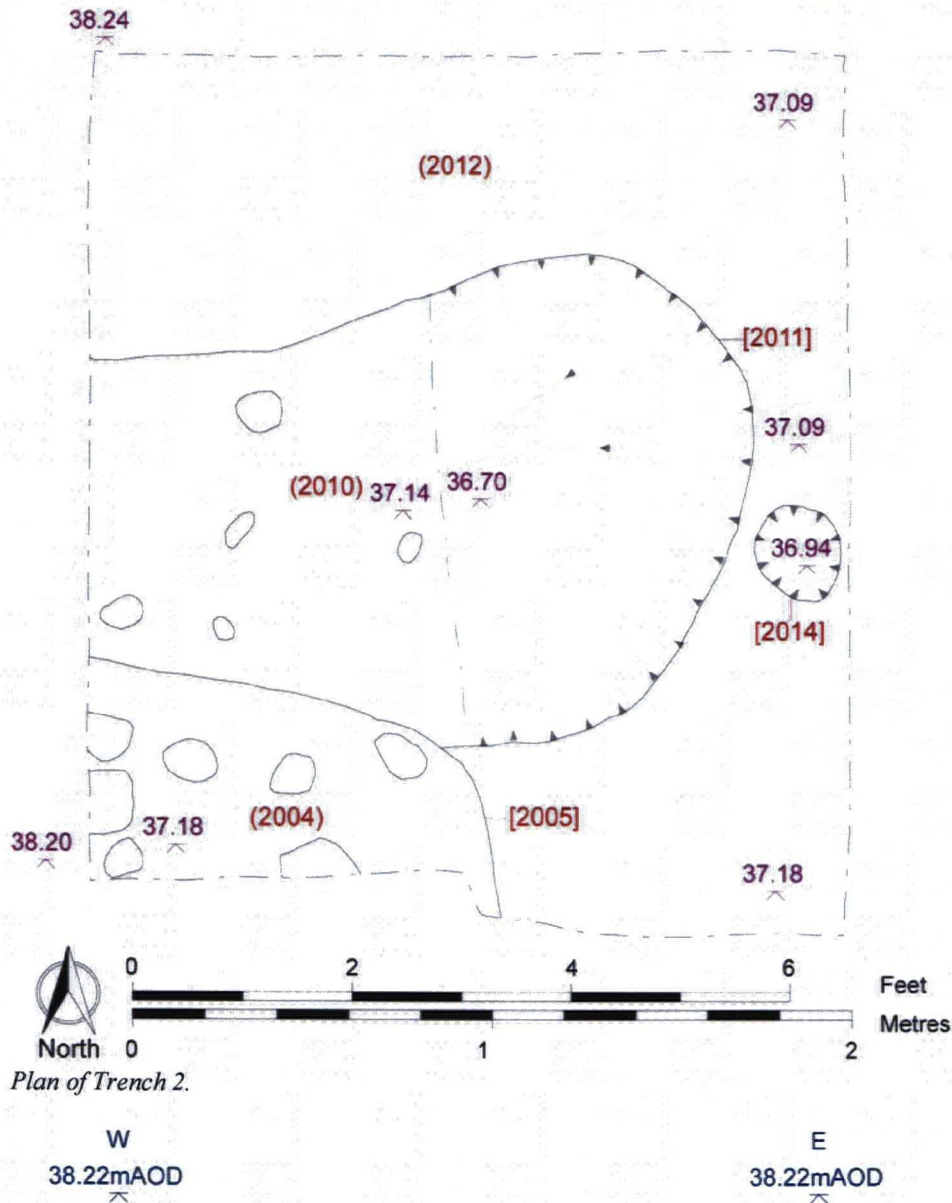 38.24
37.09
(2012)
[2011]
37.09
(2010) 37.14 36.70
36.94
[2014]
(2004) [2005]
38.20 37.18
37.18
0 2 4 6 Feet
Metres
North 0 1 2
Plan of Trench 2.
W E
38.22mAOD 38.22mAOD